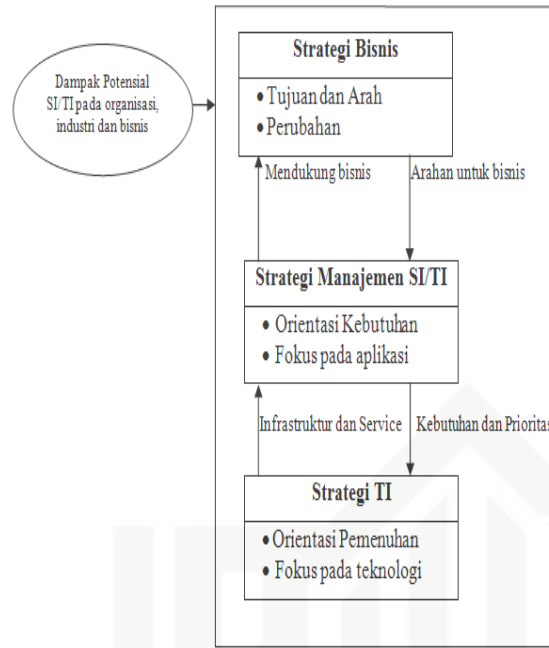 Dampak Potensial
SI/TI pada organisasi,
industri dan bisnis
Strategi Bisnis
• Tujuan dan Arah
• Perubahan
Mendukung bisnis
Arahan untuk bisnis
Strategi Manajemen SI/TI
• Orientasi Kebutuhan
• Fokus pada aplikasi
Infrastruktur dan Service
Kebutuhan dan Prioritas
Strategi TI
• Orientasi Pemenuhan
• Fokus pada teknologi